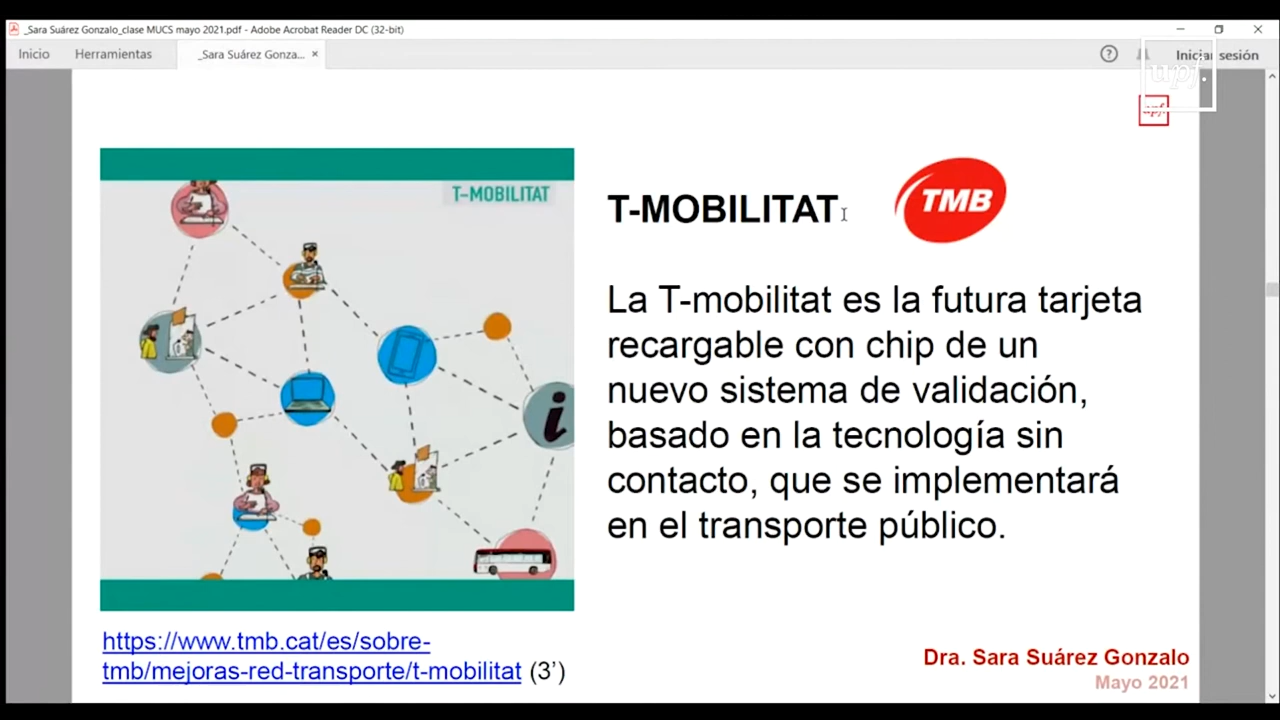 _Sara Suárez Gonzalo_clase MUCS mayo 2021.pdf - Adobe Acrobat Reader DC (32-bit)
Inicio
Herramientas
_Sara Suárez Gonza... ×
Iniciar sesión
upf.
upf.
T-MOBILITAT
T-MOBILITAT
TMB
La T-mobilitat es la futura tarjeta
recargable con chip de un
nuevo sistema de validación,
basado en la tecnología sin
contacto, que se implementará
en el transporte público.
i
https://www.tmb.cat/es/sobre-
tmb/mejoras-red-transporte/t-mobilitat (3’)
Dra. Sara Suárez Gonzalo
Mayo 2021